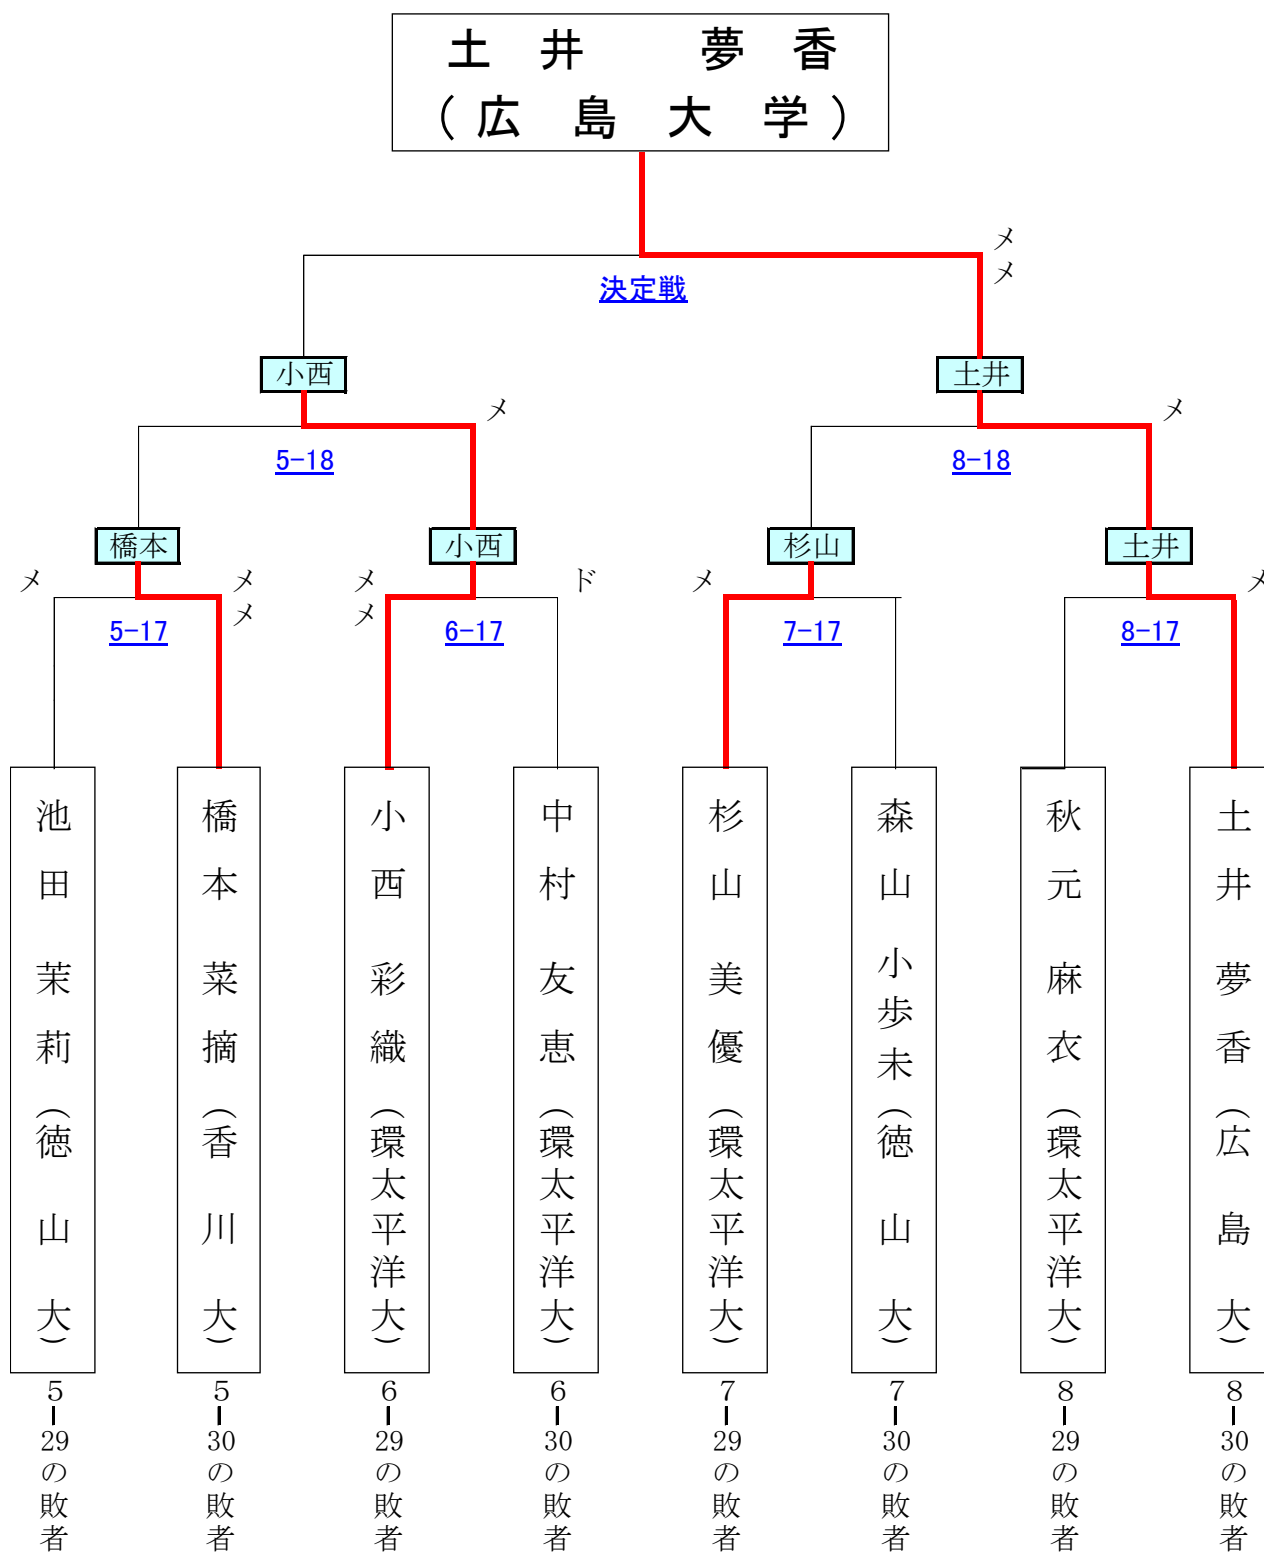 土井 夢香
(広島大学)
メ
メ
決定戦
小西
土井
メ
メ
5-18
8-18
橋本
小西
杉山
土井
メ
メ
メ
メ
メ
ド
メ
メ
5-17
6-17
7-17
8-17
池田 茉莉(徳山大)
橋本 菜摘(香川大)
小西 彩織(環太平洋大)
中村 友恵(環太平洋大)
杉山 美優(環太平洋大)
森山 小歩未(徳山大)
秋元 麻衣(環太平洋大)
土井 夢香(広島大)
5-29の敗者
5-30の敗者
6-29の敗者
6-30の敗者
7-29の敗者
7-30の敗者
8-29の敗者
8-30の敗者